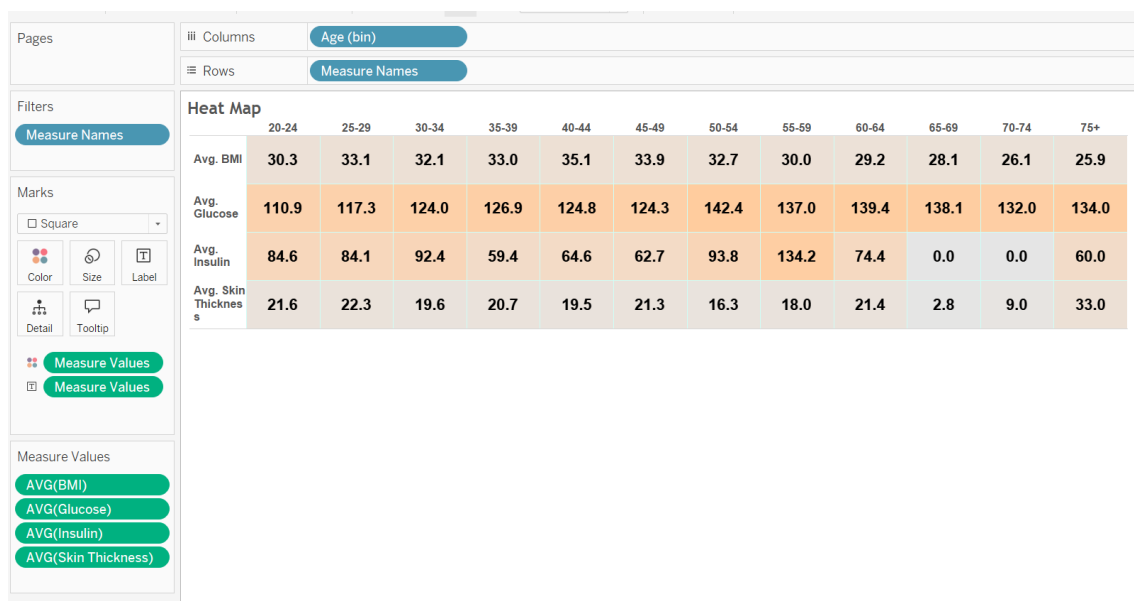 Pages
iii Columns
Age (bin)
Rows
Measure Names
Filters
Measure Names
Marks
Square
Color
Size
Label
Detail
Tooltip
Measure Values
Measure Values
Measure Values
AVG(BMI)
AVG(Glucose)
AVG(Insulin)
AVG(Skin Thickness)
Heat Map
20-24 25-29 30-34 35-39 40-44 45-49 50-54 55-59 60-64 65-69 70-74 75+
Avg. BMI 30.3 33.1 32.1 33.0 35.1 33.9 32.7 30.0 29.2 28.1 26.1 25.9
Avg.
Glucose 110.9 117.3 124.0 126.9 124.8 124.3 142.4 137.0 139.4 138.1 132.0 134.0
Avg.
Insulin 84.6 84.1 92.4 59.4 64.6 62.7 93.8 134.2 74.4 0.0 0.0 60.0
Avg. Skin
Thicknes 21.6 22.3 19.6 20.7 19.5 21.3 16.3 18.0 21.4 2.8 9.0 33.0
s